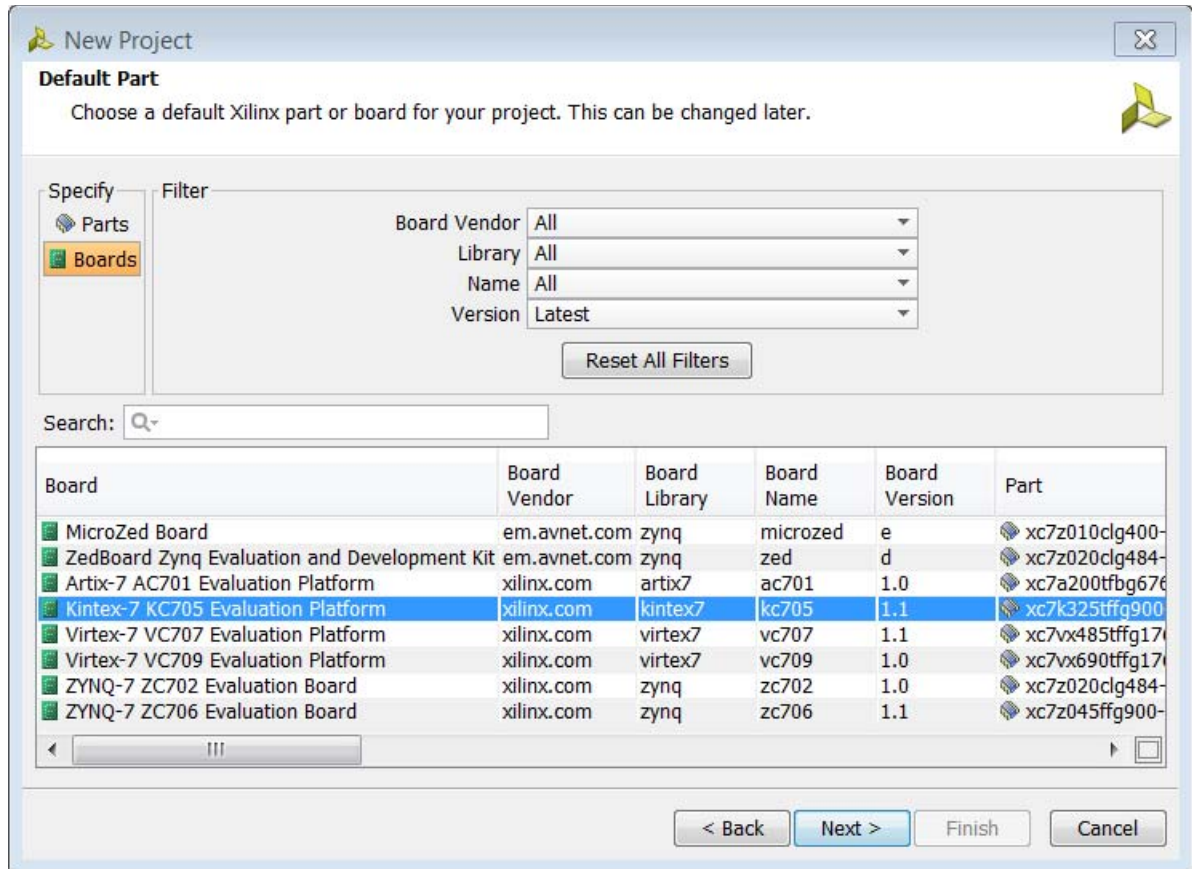 New Project
Default Part
Choose a default Xilinx part or board for your project. This can be changed later.
Specify Filter
Parts
Boards
Board Vendor All
Library All
Name All
Version Latest
Reset All Filters
Search:
Board Board Vendor Board Library Board Name Board Version Part
MicroZed Board em.avnet.com zynq microzed e xc7z010clg400-
ZedBoard Zynq Evaluation and Development Kit em.avnet.com zynq zed d xc7z020clg484-
Artix-7 AC701 Evaluation Platform xilinx.com artix7 ac701 1.0 xc7a200tfbg676
Kintex-7 KC705 Evaluation Platform xilinx.com kintex7 kc705 1.1 xc7k325tffg900-
Virtex-7 VC707 Evaluation Platform xilinx.com virtex7 vc707 1.1 xc7vx485tffg17
Virtex-7 VC709 Evaluation Platform xilinx.com virtex7 vc709 1.0 xc7vx690tffg17
ZYNQ-7 ZC702 Evaluation Board xilinx.com zynq zc702 1.0 xc7z020clg484-
ZYNQ-7 ZC706 Evaluation Board xilinx.com zynq zc706 1.1 xc7z045ffg900-
< Back Next > Finish Cancel